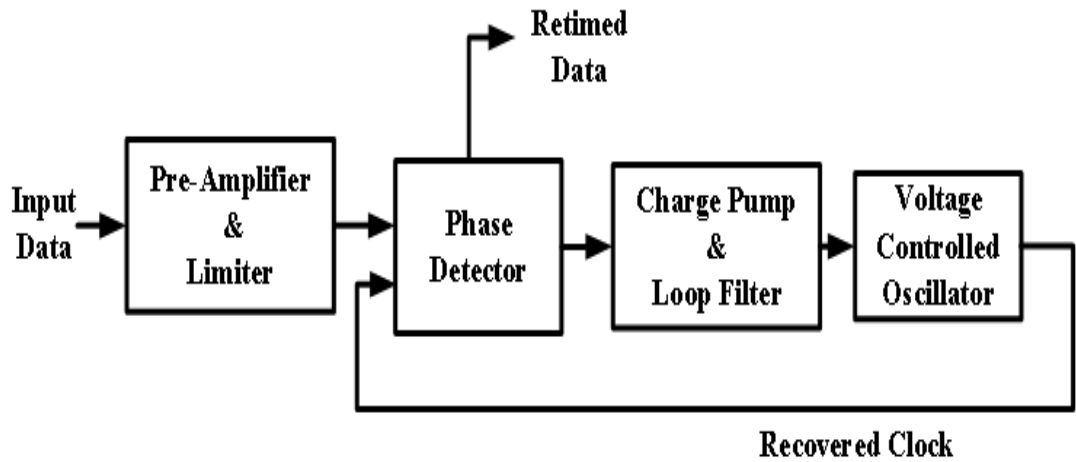 Retimed
Data
Input
Data
Pre-Amplifier
&
Limiter
Phase
Detector
Charge Pump
&
Loop Filter
Voltage
Controlled
Oscillator
Recovered Clock